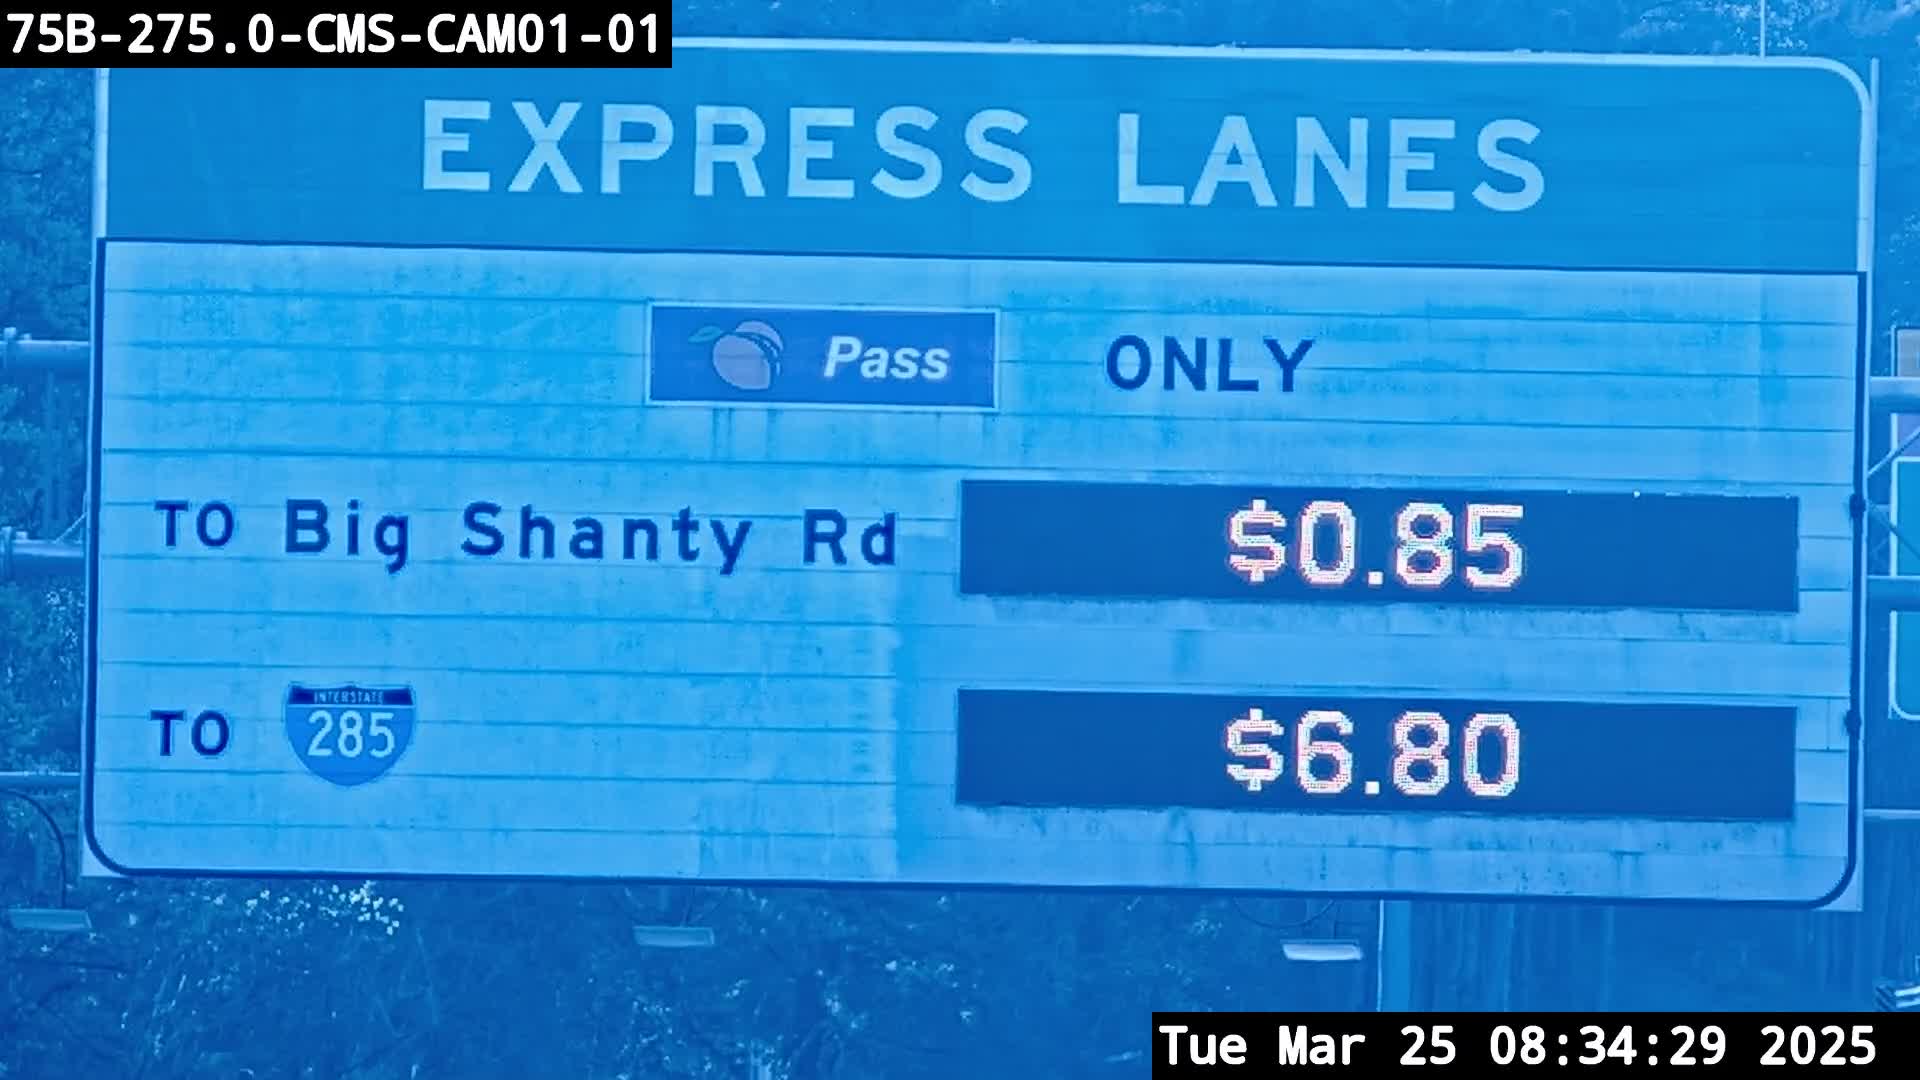 75B-275.0-CMS-CAM01-01
EXPRESS LANES
Pass ONLY
TO Big Shanty Rd $0.85
TO INTERSTATE 285 $6.80
Tue Mar 25 08:34:29 2025